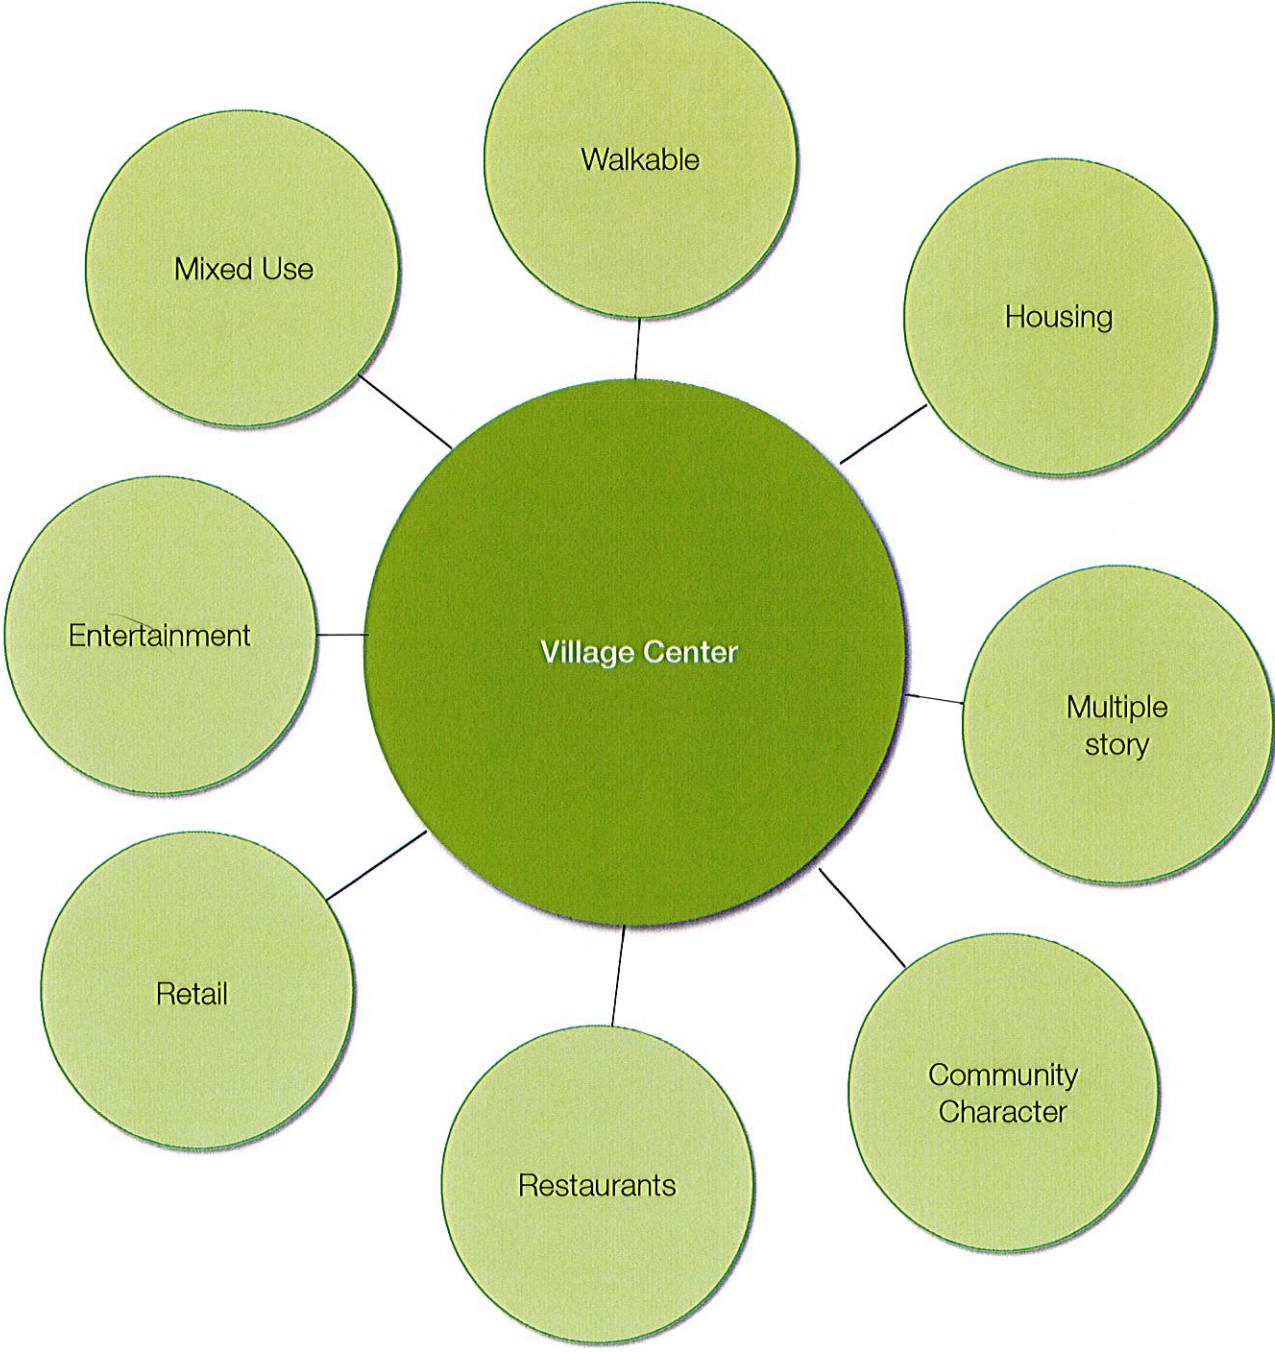 Walkable
Mixed Use
Housing
Entertainment
Village Center
Multiple
story
Retail
Community
Character
Restaurants